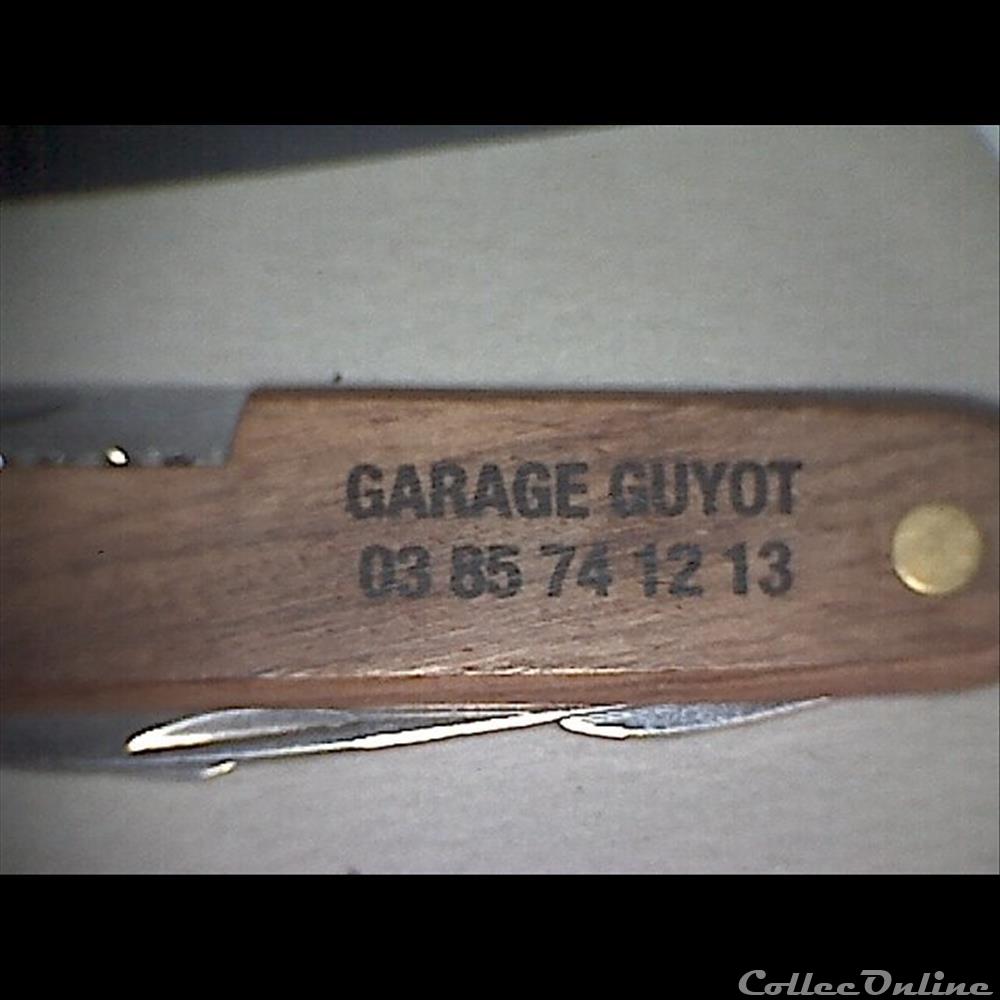 GARAGE GUYOT
03 85 74 12 13
CollecOnline